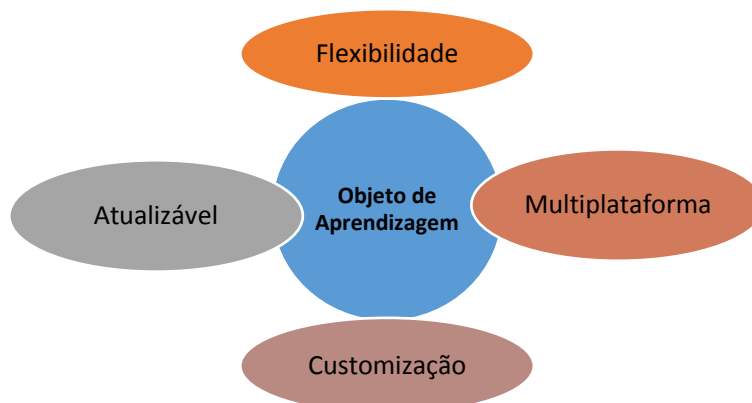 Flexibilidade
Atualizável
Objeto de
Aprendizagem
Multiplataforma
Customização